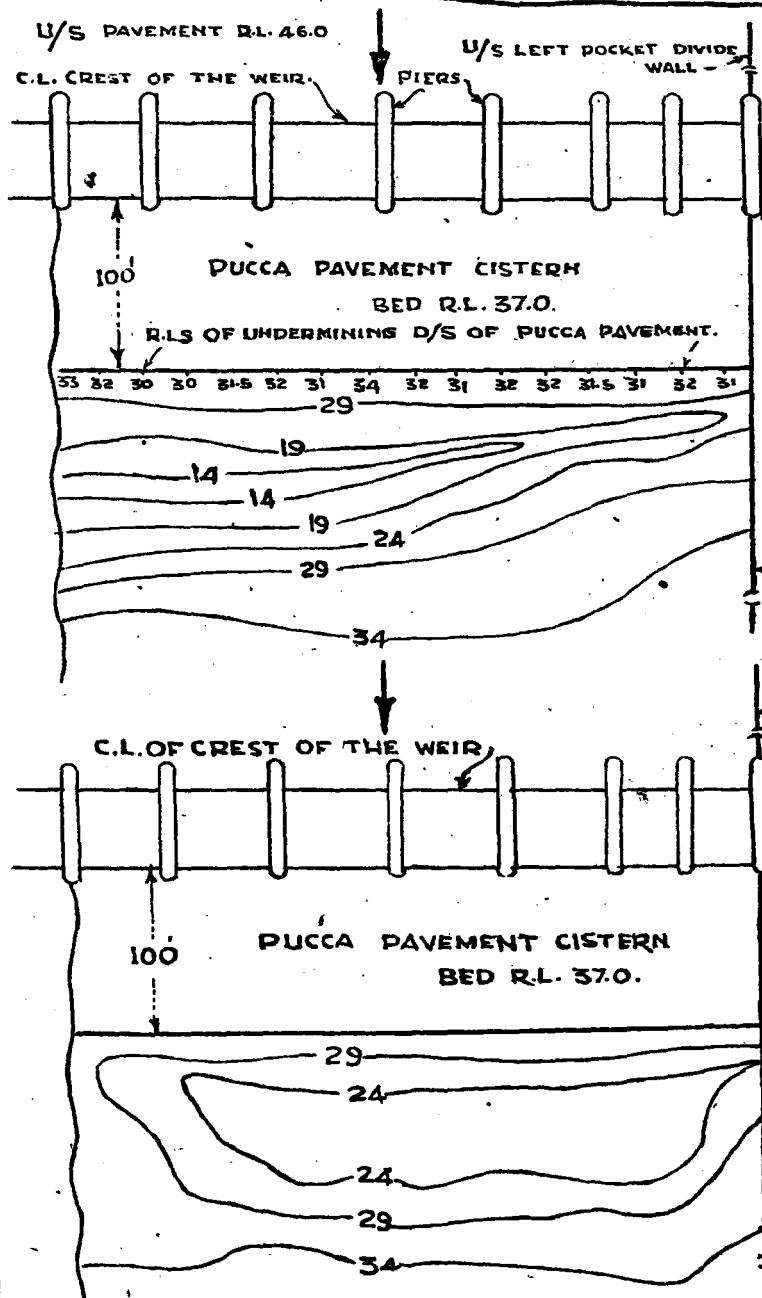 U/S PAVEMENT R.L. 46.0
U/S LEFT POCKET DIVIDE
WALL
C.L. CREST OF THE WEIR.
PIERS
100'
PUCCA PAVEMENT CISTERN
BED R.L. 37.0.
R.LS OF UNDERMINING D/S OF PUCCA PAVEMENT.
33 32 30 30 31.5 32 31 34 32 31 32 32 31.5 31 32 31
29
19
14
14
19
24
29
34
C.L. OF CREST OF THE WEIR
100'
PUCCA PAVEMENT CISTERN
BED R.L. 37.0.
29
24
24
29
34